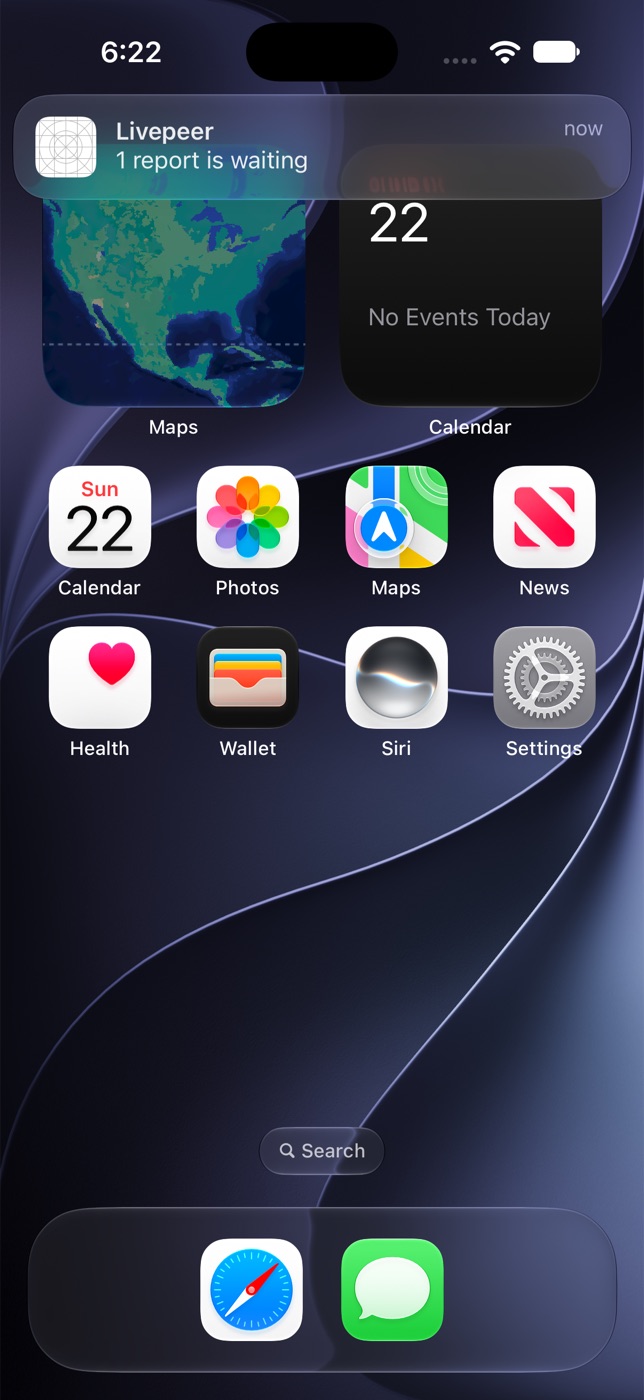 6:22
Livepeer
now
1 report is waiting
22
No Events Today
Maps
Calendar
Sun
22
Calendar
Photos
Maps
News
Health
Wallet
Siri
Settings
Search